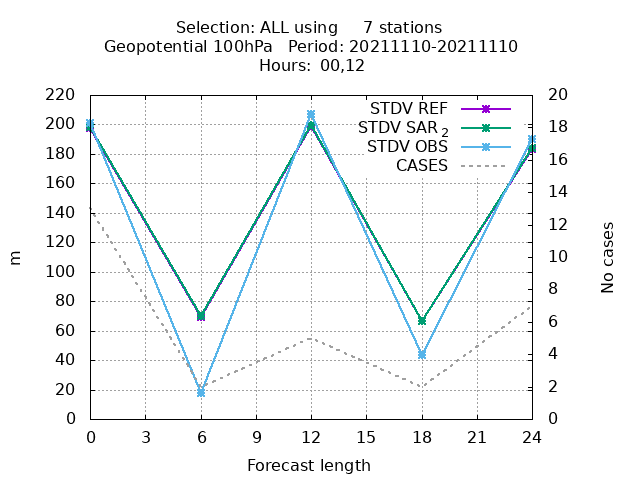 Selection: ALL using     7 stations
Geopotential 100hPa   Period: 20211110-20211110
Hours:  00,12
STDV REF
STDV SAR 2
STDV OBS
CASES
m
No cases
220
200
180
160
140
120
100
80
60
40
20
0
20
18
16
14
12
10
8
6
4
2
0
0 3 6 9 12 15 18 21 24
Forecast length